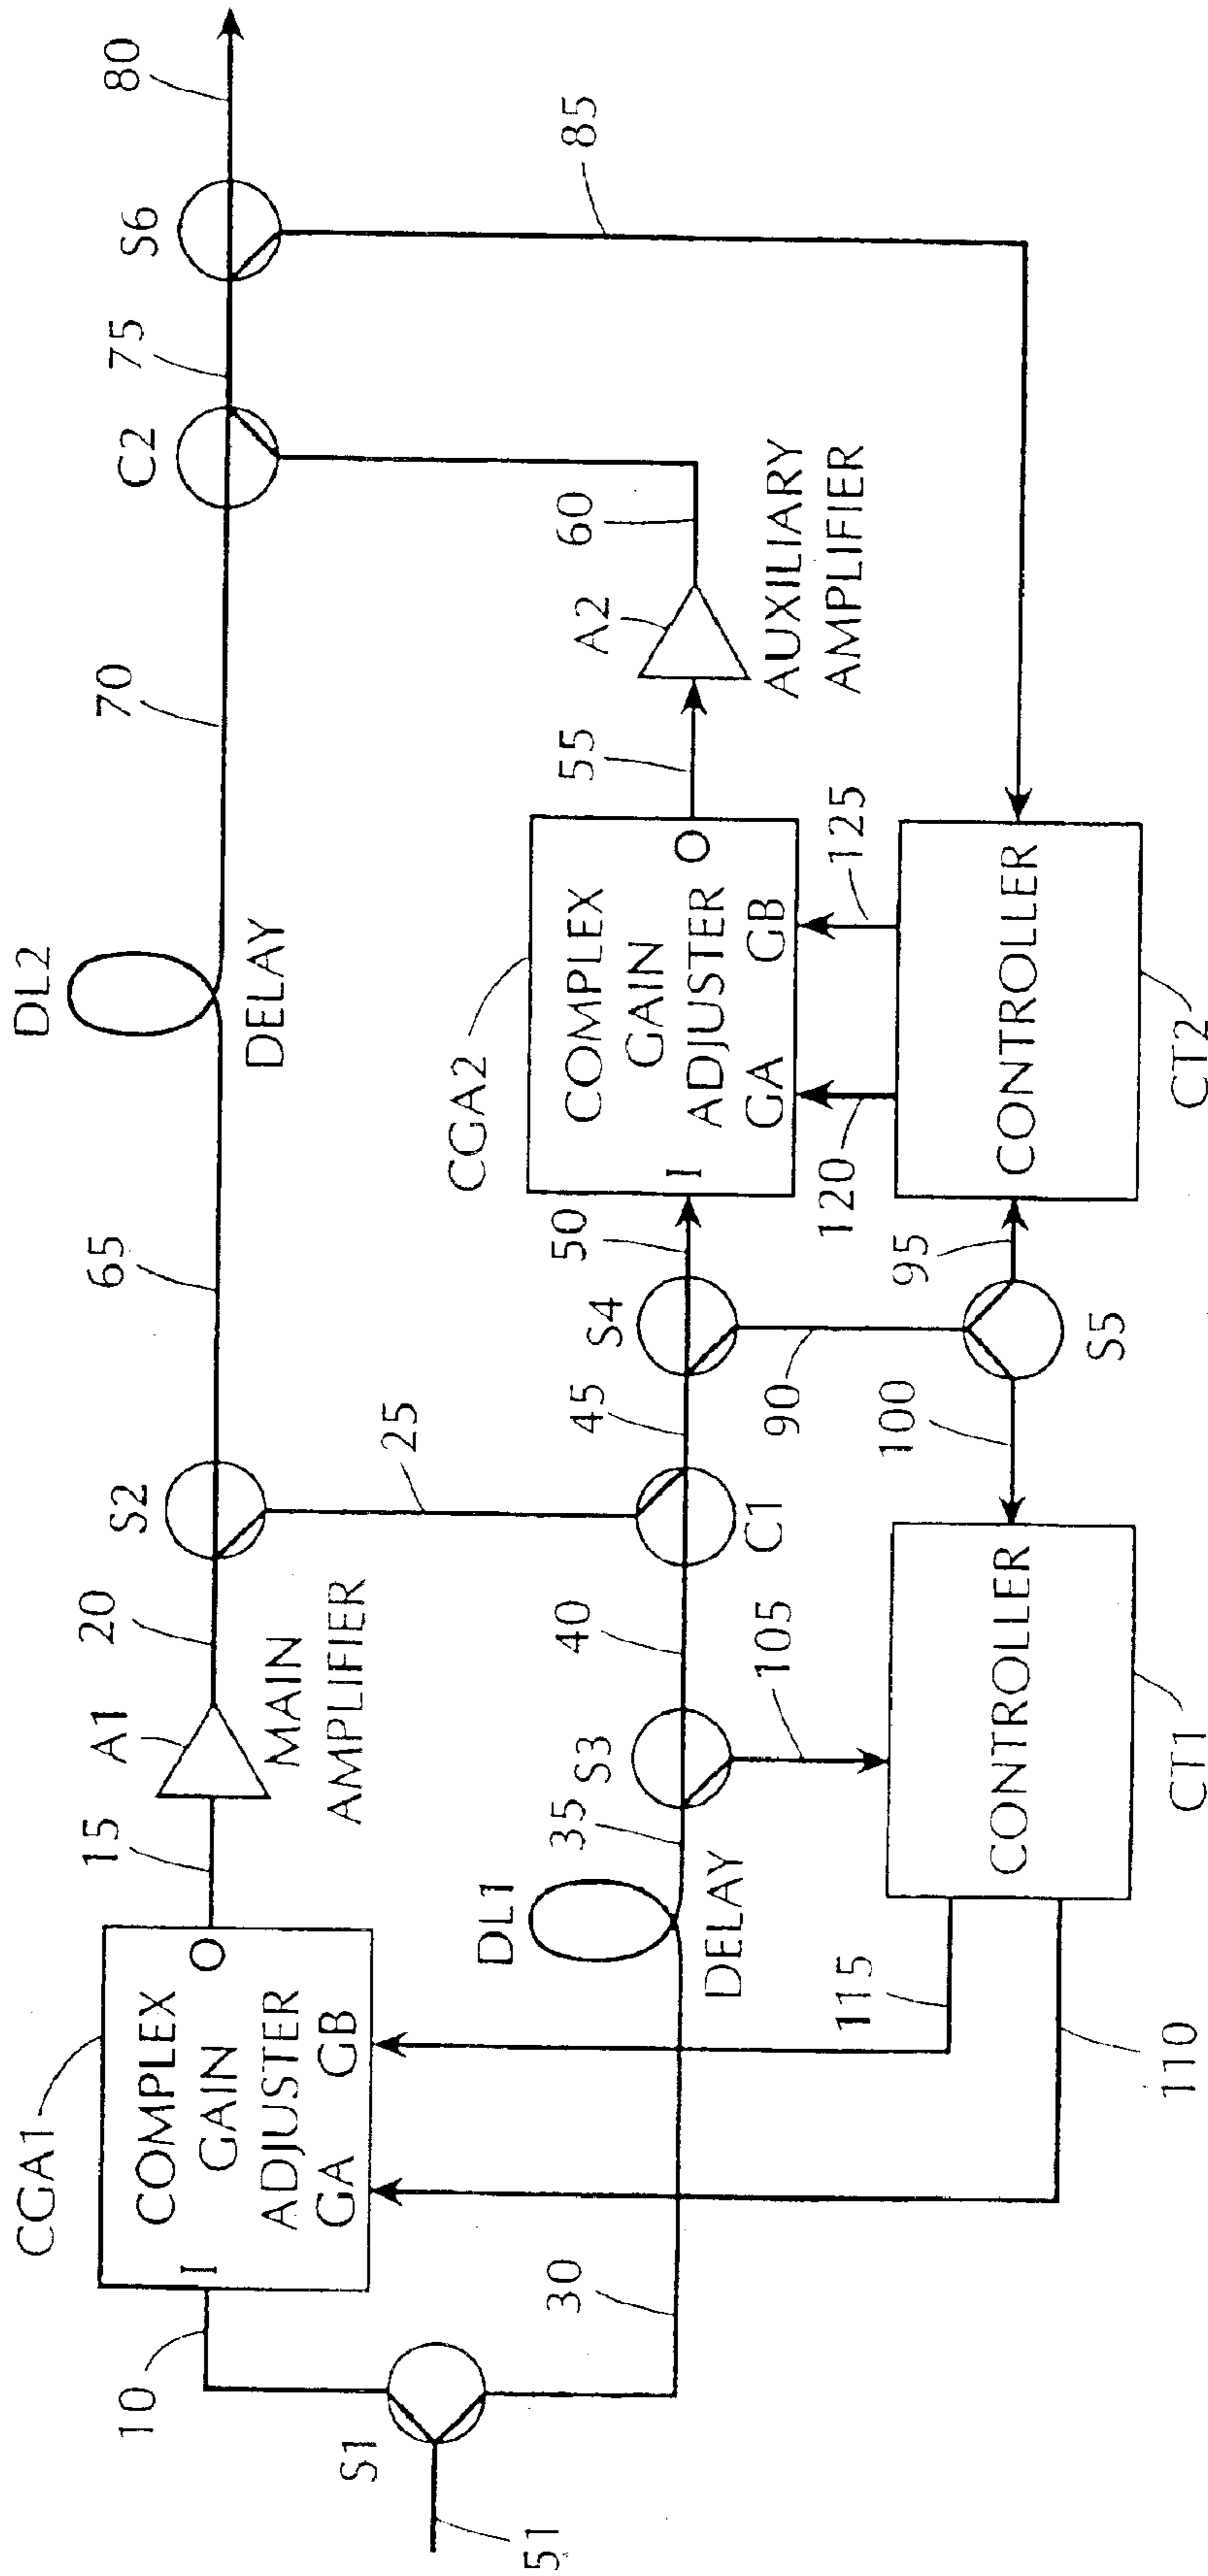 CGA1
10
I
COMPLEX
GAIN
ADJUSTER
GA GB
O
15
A1
MAIN
AMPLIFIER
20
S2
65
DL2
DELAY
70
C2
75
S6
80
25
85
S1
51
30
DL1
DELAY
35
S3
40
C1
45
S4
50
CGA2
I
COMPLEX
GAIN
ADJUSTER
GA GB
O
55
A2
AUXILIARY
AMPLIFIER
60
115
110
105
CONTROLLER
CT1
100
90
S5
95
120
125
CONTROLLER
CT2